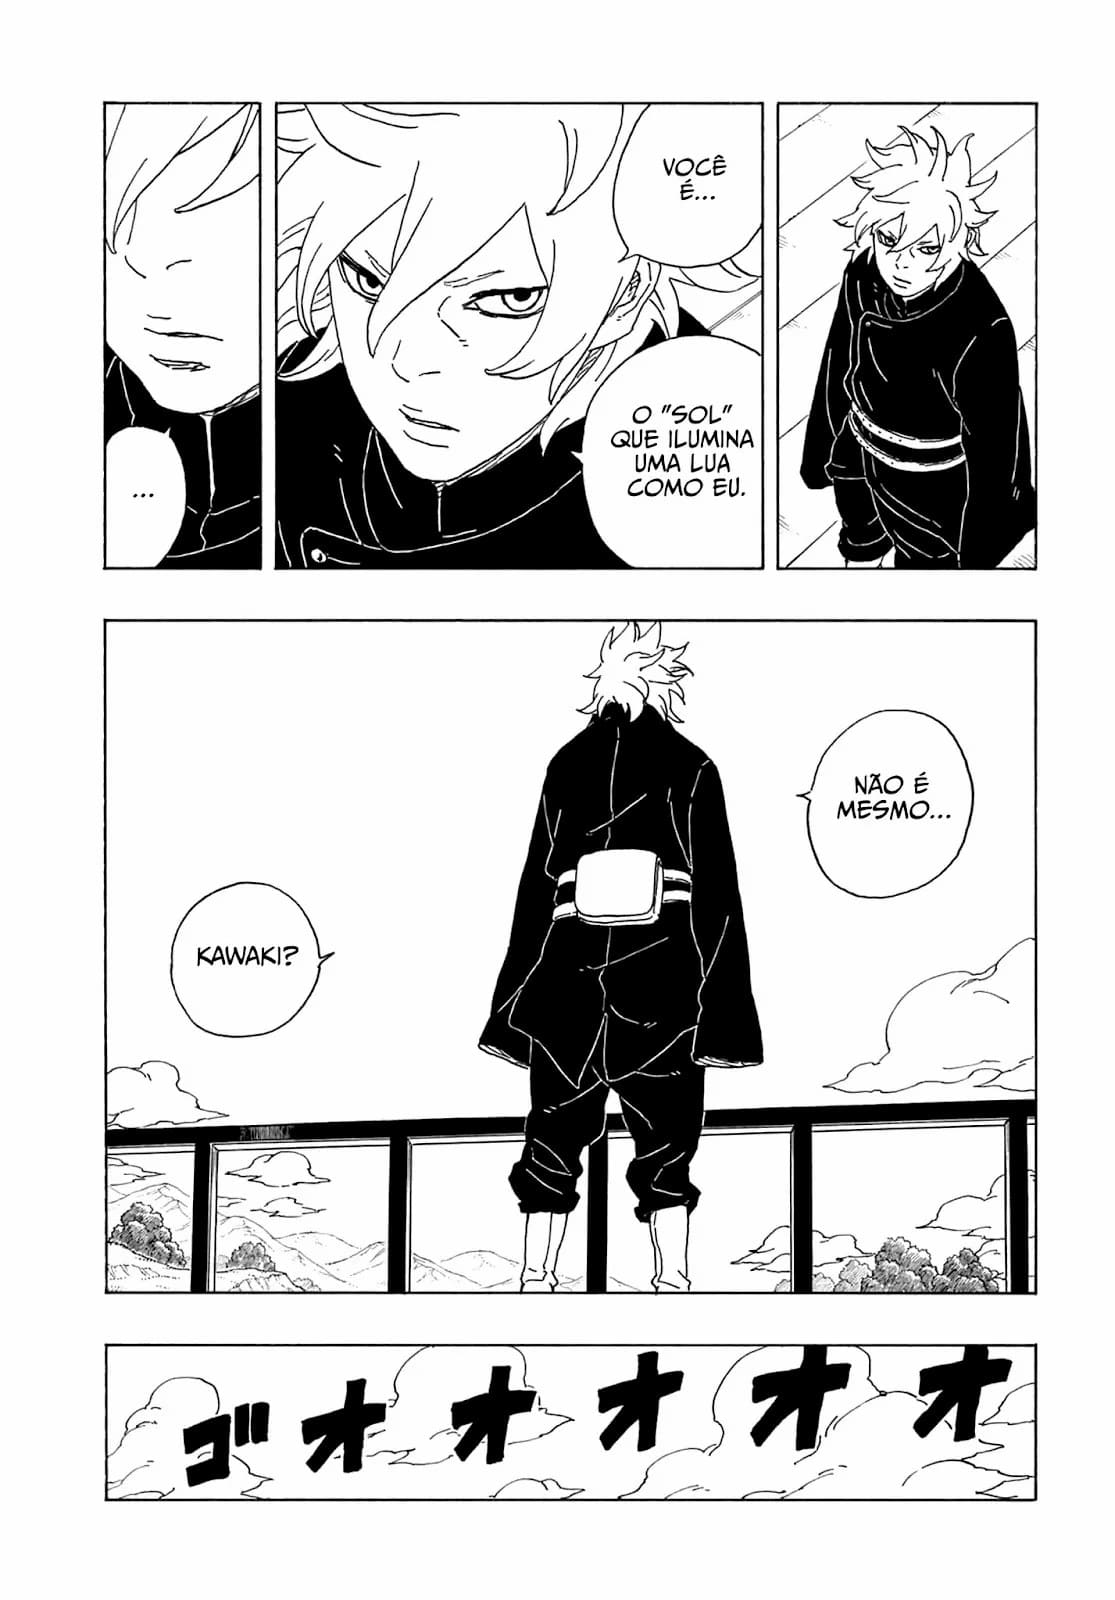 VOCÊ
É...
O "SOL"
QUE ILUMINA
UMA LUA
COMO EU.
...
NÃO É
MESMO...
KAWAKI?
ゴオオオオオ